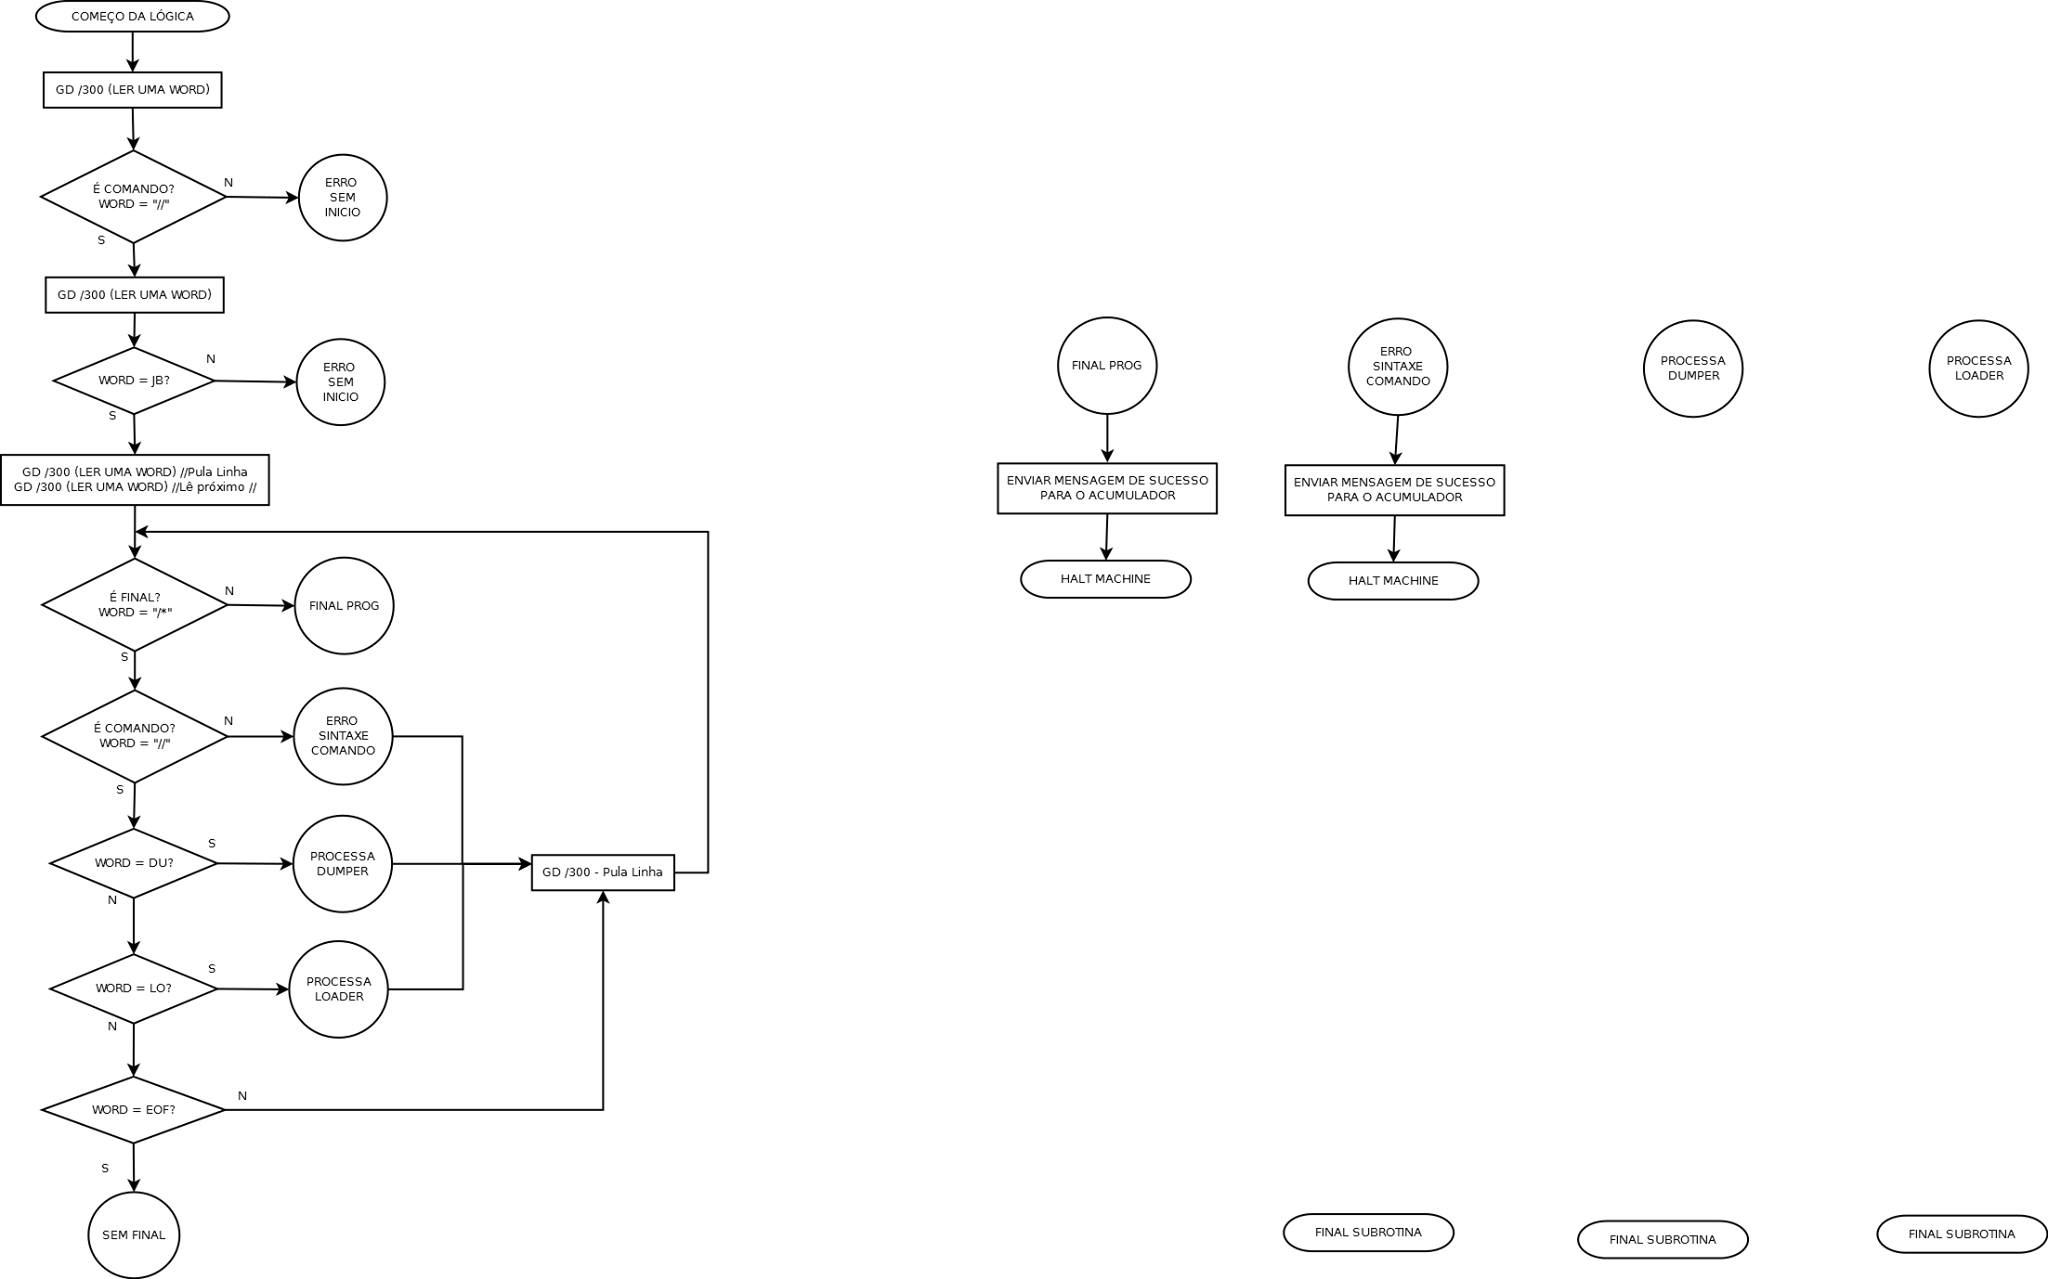 COMEÇO DA LÓGICA
GD /300 (LER UMA WORD)
É COMANDO?
WORD = "//"
N
S
ERRO
SEM
INICIO
GD /300 (LER UMA WORD)
WORD = JB?
N
S
ERRO
SEM
INICIO
GD /300 (LER UMA WORD) //Pula Linha
GD /300 (LER UMA WORD) //Lê próximo //
É FINAL?
WORD = "/*"
N
S
FINAL PROG
É COMANDO?
WORD = "//"
N
S
ERRO
SINTAXE
COMANDO
WORD = DU?
S
N
PROCESSA
DUMPER
GD /300 - Pula Linha
WORD = LO?
S
N
PROCESSA
LOADER
WORD = EOF?
N
S
SEM FINAL
FINAL PROG
ENVIAR MENSAGEM DE SUCESSO
PARA O ACUMULADOR
HALT MACHINE
ERRO
SINTAXE
COMANDO
ENVIAR MENSAGEM DE SUCESSO
PARA O ACUMULADOR
HALT MACHINE
FINAL SUBROTINA
PROCESSA
DUMPER
FINAL SUBROTINA
PROCESSA
LOADER
FINAL SUBROTINA